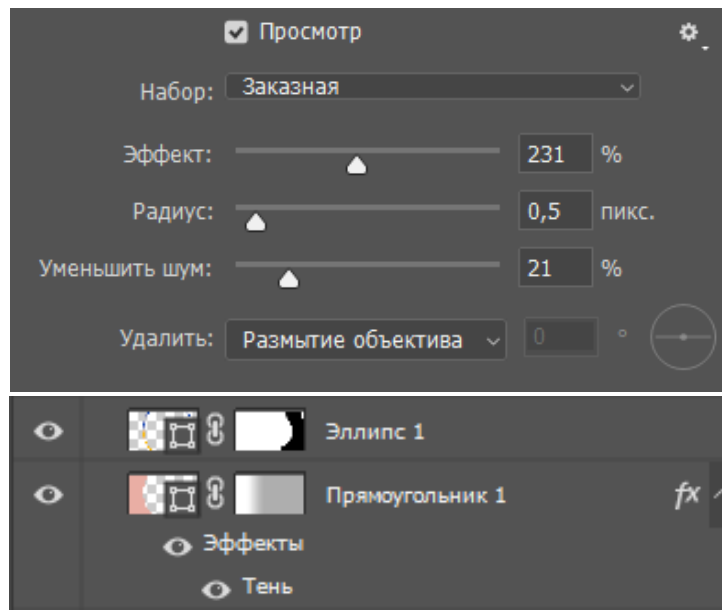 Просмотр
Набор: Заказная
Эффект: 231 %
Радиус: 0,5 пикс.
Уменьшить шум: 21 %
Удалить: Размытие объектива 0 °
Эллипс 1
Прямоугольник 1 fx
Эффекты
Тень